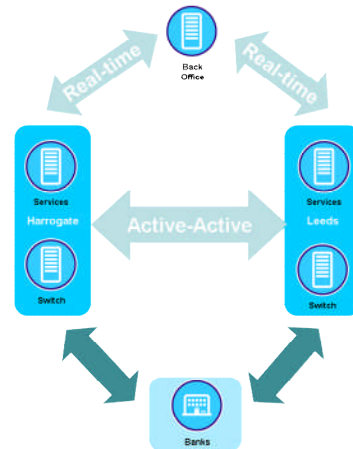 Back
Office
Real-time
Real-time
Services
Harrogate
Switch
Active-Active
Services
Leeds
Switch
Banks